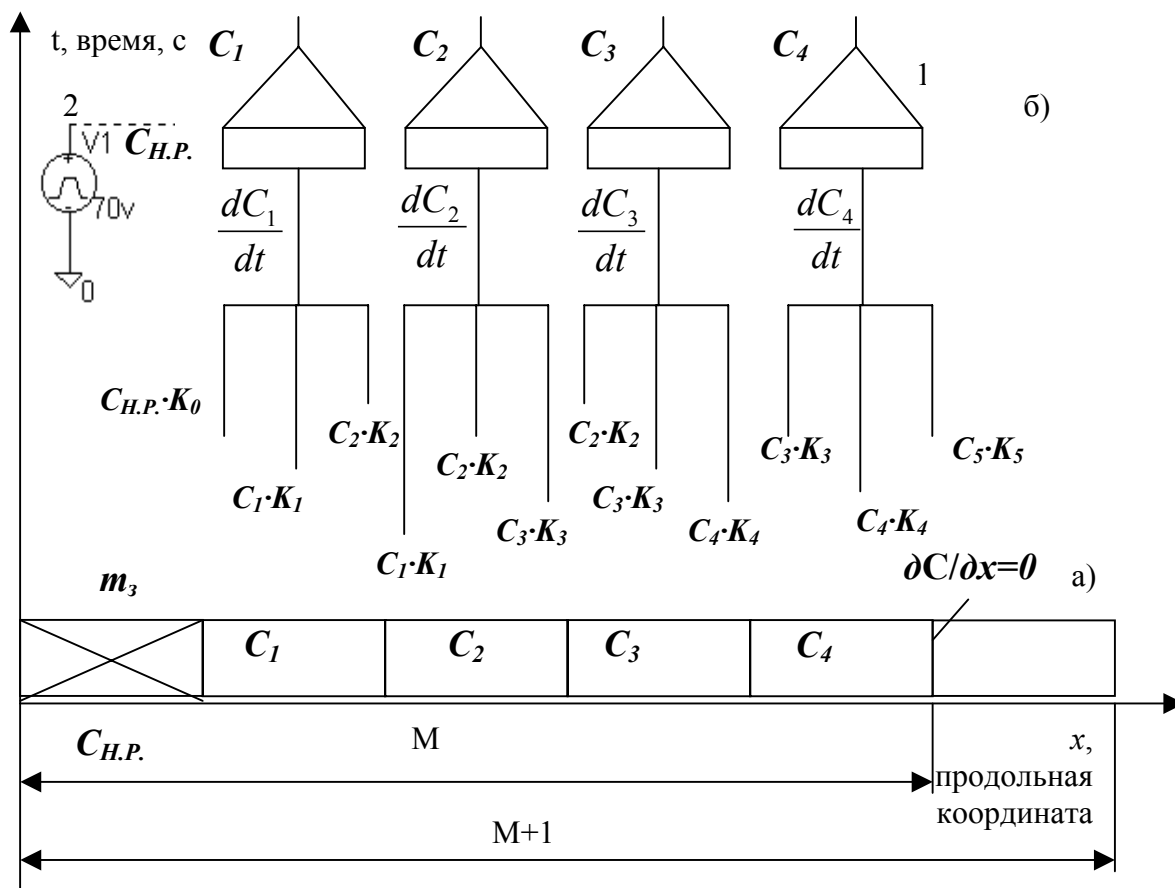 t, время, с
C1 C2 C3 C4
1
б)
2
V1
CН.Р.
70v
0
dC1/dt dC2/dt dC3/dt dC4/dt
CН.Р.·K0
C1·K1
C2·K2
C1·K1
C2·K2
C3·K3
C2·K2
C3·K3
C4·K4
C3·K3
C4·K4
C5·K5
mз
∂C/∂x=0
а)
C1 C2 C3 C4
CН.Р.
M
x,
продольная
координата
M+1